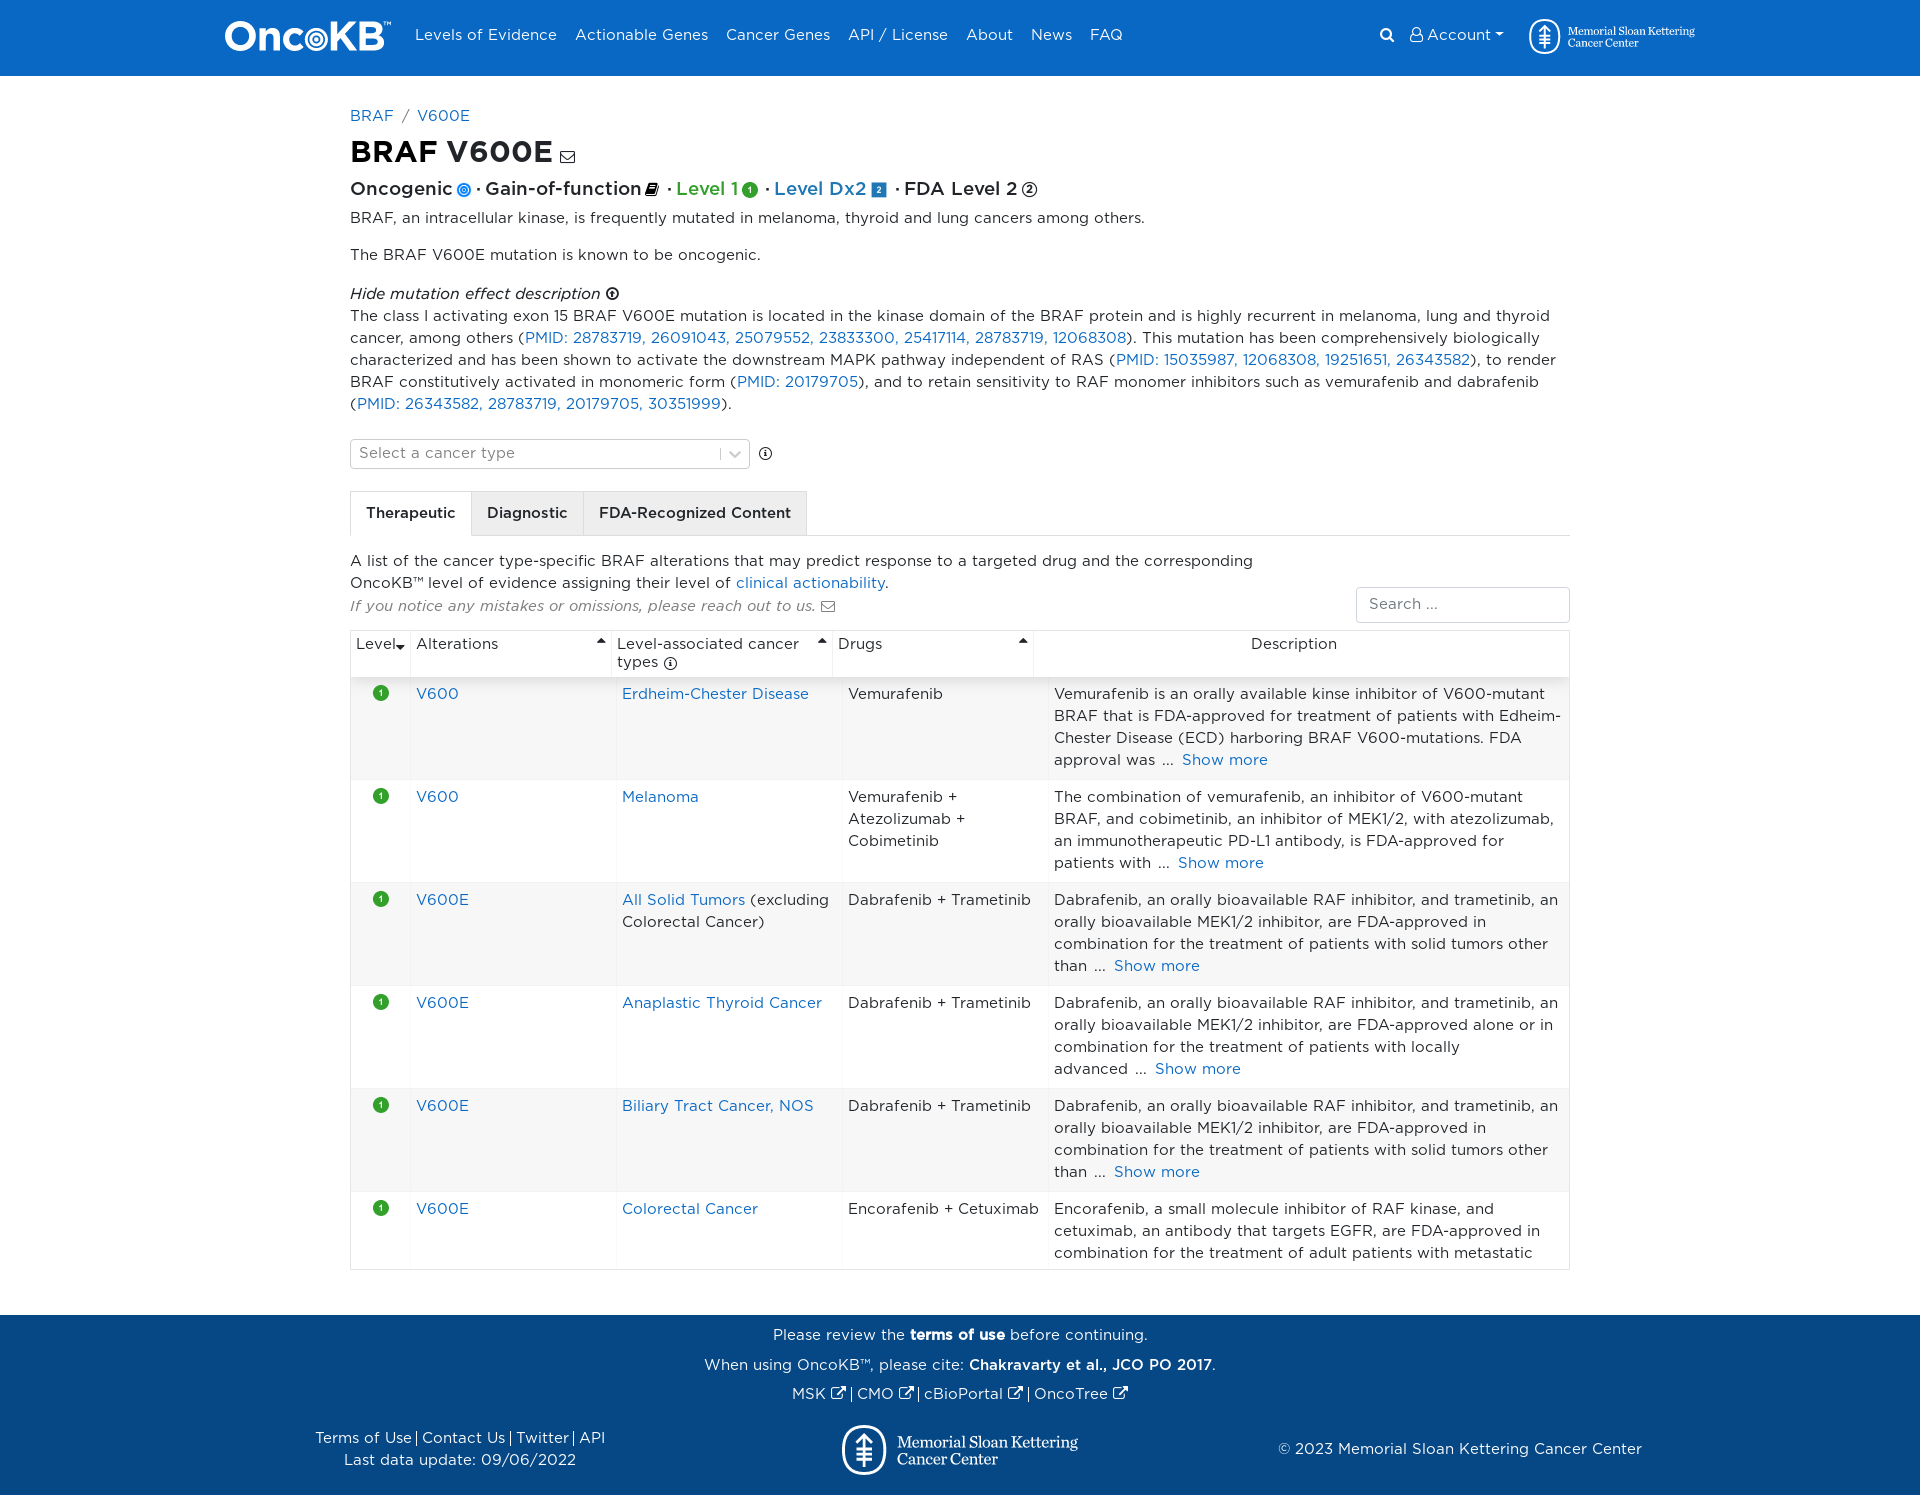 OncoKB™ Levels of Evidence Actionable Genes Cancer Genes API / License About News FAQ Account Memorial Sloan Kettering
Cancer Center
BRAF / V600E
BRAF V600E
Oncogenic · Gain-of-function · Level 1 1 · Level Dx2 2 · FDA Level 2 2
BRAF, an intracellular kinase, is frequently mutated in melanoma, thyroid and lung cancers among others.
The BRAF V600E mutation is known to be oncogenic.
Hide mutation effect description
The class I activating exon 15 BRAF V600E mutation is located in the kinase domain of the BRAF protein and is highly recurrent in melanoma, lung and thyroid
cancer, among others (PMID: 28783719, 26091043, 25079552, 23833300, 25417114, 28783719, 12068308). This mutation has been comprehensively biologically
characterized and has been shown to activate the downstream MAPK pathway independent of RAS (PMID: 15035987, 12068308, 19251651, 26343582), to render
BRAF constitutively activated in monomeric form (PMID: 20179705), and to retain sensitivity to RAF monomer inhibitors such as vemurafenib and dabrafenib
(PMID: 26343582, 28783719, 20179705, 30351999).
Select a cancer type
Therapeutic Diagnostic FDA-Recognized Content
A list of the cancer type-specific BRAF alterations that may predict response to a targeted drug and the corresponding
OncoKB™ level of evidence assigning their level of clinical actionability.
If you notice any mistakes or omissions, please reach out to us.
Search ...
Level Alterations Level-associated cancer types Drugs Description
1 V600 Erdheim-Chester Disease Vemurafenib Vemurafenib is an orally available kinse inhibitor of V600-mutant
BRAF that is FDA-approved for treatment of patients with Edheim-
Chester Disease (ECD) harboring BRAF V600-mutations. FDA
approval was ... Show more
1 V600 Melanoma Vemurafenib + The combination of vemurafenib, an inhibitor of V600-mutant
Atezolizumab + BRAF, and cobimetinib, an inhibitor of MEK1/2, with atezolizumab,
Cobimetinib an immunotherapeutic PD-L1 antibody, is FDA-approved for
patients with ... Show more
1 V600E All Solid Tumors (excluding Dabrafenib + Trametinib Dabrafenib, an orally bioavailable RAF inhibitor, and trametinib, an
Colorectal Cancer) orally bioavailable MEK1/2 inhibitor, are FDA-approved in
combination for the treatment of patients with solid tumors other
than ... Show more
1 V600E Anaplastic Thyroid Cancer Dabrafenib + Trametinib Dabrafenib, an orally bioavailable RAF inhibitor, and trametinib, an
orally bioavailable MEK1/2 inhibitor, are FDA-approved alone or in
combination for the treatment of patients with locally
advanced ... Show more
1 V600E Biliary Tract Cancer, NOS Dabrafenib + Trametinib Dabrafenib, an orally bioavailable RAF inhibitor, and trametinib, an
orally bioavailable MEK1/2 inhibitor, are FDA-approved in
combination for the treatment of patients with solid tumors other
than ... Show more
1 V600E Colorectal Cancer Encorafenib + Cetuximab Encorafenib, a small molecule inhibitor of RAF kinase, and
cetuximab, an antibody that targets EGFR, are FDA-approved in
combination for the treatment of adult patients with metastatic
Please review the terms of use before continuing.
When using OncoKB™, please cite: Chakravarty et al., JCO PO 2017.
MSK | CMO | cBioPortal | OncoTree
Terms of Use | Contact Us | Twitter | API
Last data update: 09/06/2022
Memorial Sloan Kettering
Cancer Center
© 2023 Memorial Sloan Kettering Cancer Center